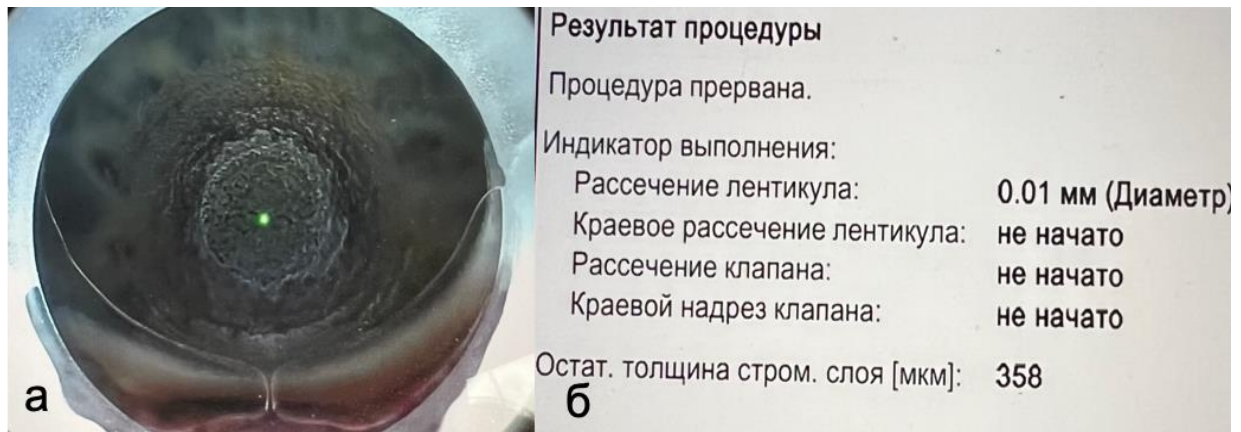 Результат процедуры
Процедура прервана.
Индикатор выполнения:
Рассечение лентикула: 0.01 мм (Диаметр)
Краевое рассечение лентикула: не начато
Рассечение клапана: не начато
Краевой надрез клапана: не начато
Остат. толщина стром. слоя [мкм]: 358
а
б